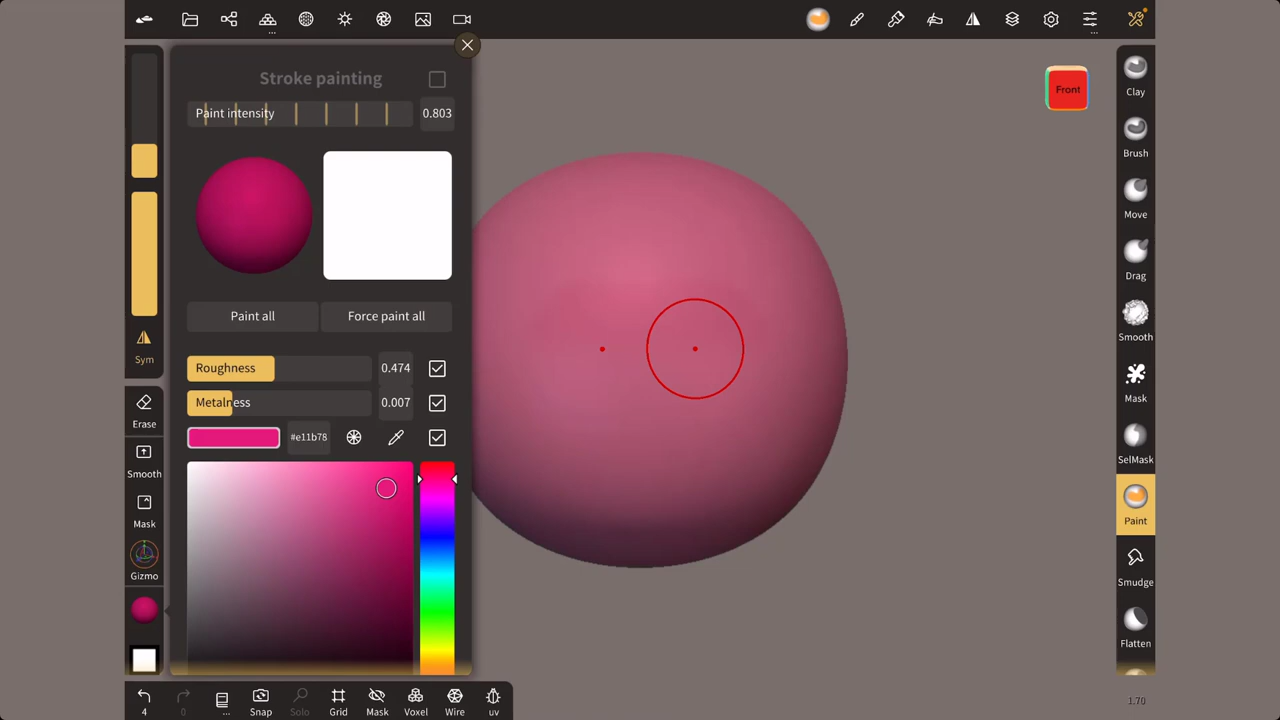 Stroke painting
Paint intensity 0.803
Paint all Force paint all
Roughness 0.474
Metalness 0.007
#e11b78
Sym
Erase
Smooth
Mask
Gizmo
Front
Clay
Brush
Move
Drag
Smooth
Mask
SelMask
Paint
Smudge
Flatten
4 0 ... Snap Solo Grid Mask Voxel Wire uv
1.70